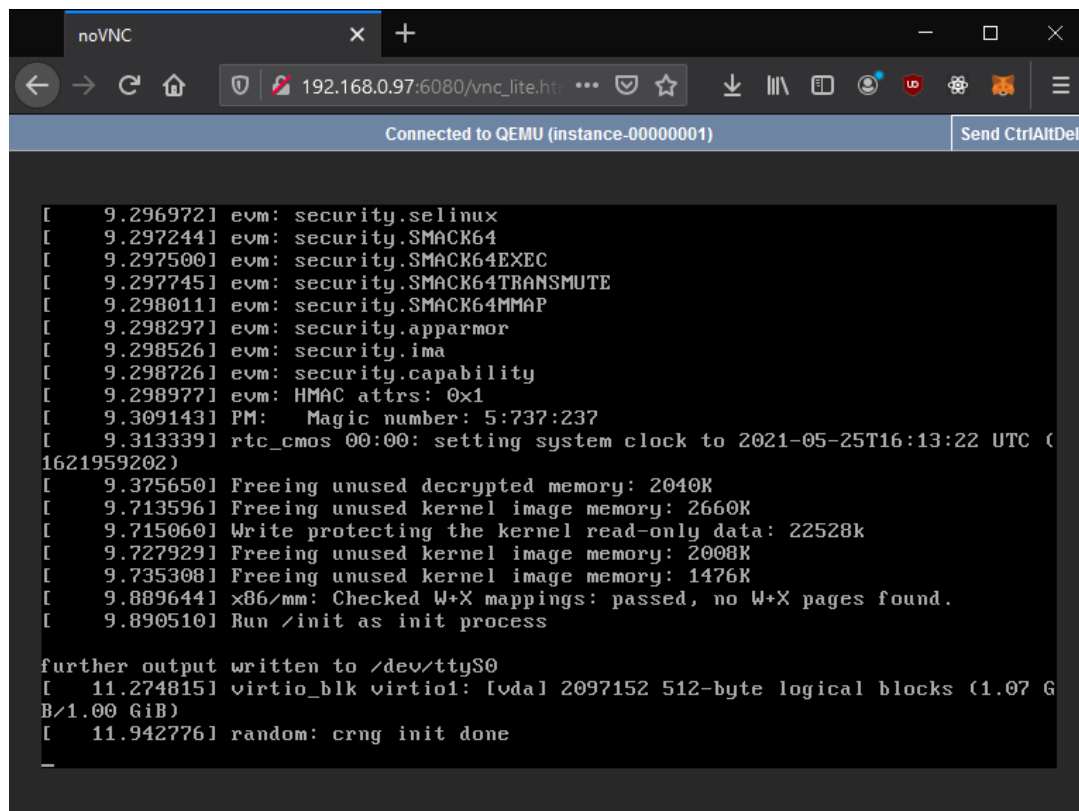 noVNC
192.168.0.97:6080/vnc_lite.ht
Connected to QEMU (instance-00000001)
Send CtrlAltDel
[    9.296972] evm: security.selinux
[    9.297244] evm: security.SMACK64
[    9.297500] evm: security.SMACK64EXEC
[    9.297745] evm: security.SMACK64TRANSMUTE
[    9.298011] evm: security.SMACK64MMAP
[    9.298297] evm: security.apparmor
[    9.298526] evm: security.ima
[    9.298726] evm: security.capability
[    9.298977] evm: HMAC attrs: 0x1
[    9.309143] PM:   Magic number: 5:737:237
[    9.313339] rtc_cmos 00:00: setting system clock to 2021-05-25T16:13:22 UTC (
1621959202)
[    9.375650] Freeing unused decrypted memory: 2040K
[    9.713596] Freeing unused kernel image memory: 2660K
[    9.715060] Write protecting the kernel read-only data: 22528k
[    9.727929] Freeing unused kernel image memory: 2008K
[    9.735308] Freeing unused kernel image memory: 1476K
[    9.889644] x86/mm: Checked W+X mappings: passed, no W+X pages found.
[    9.890510] Run /init as init process
further output written to /dev/ttyS0
[   11.274815] virtio_blk virtio1: [vda] 2097152 512-byte logical blocks (1.07 G
B/1.00 GiB)
[   11.942776] random: crng init done